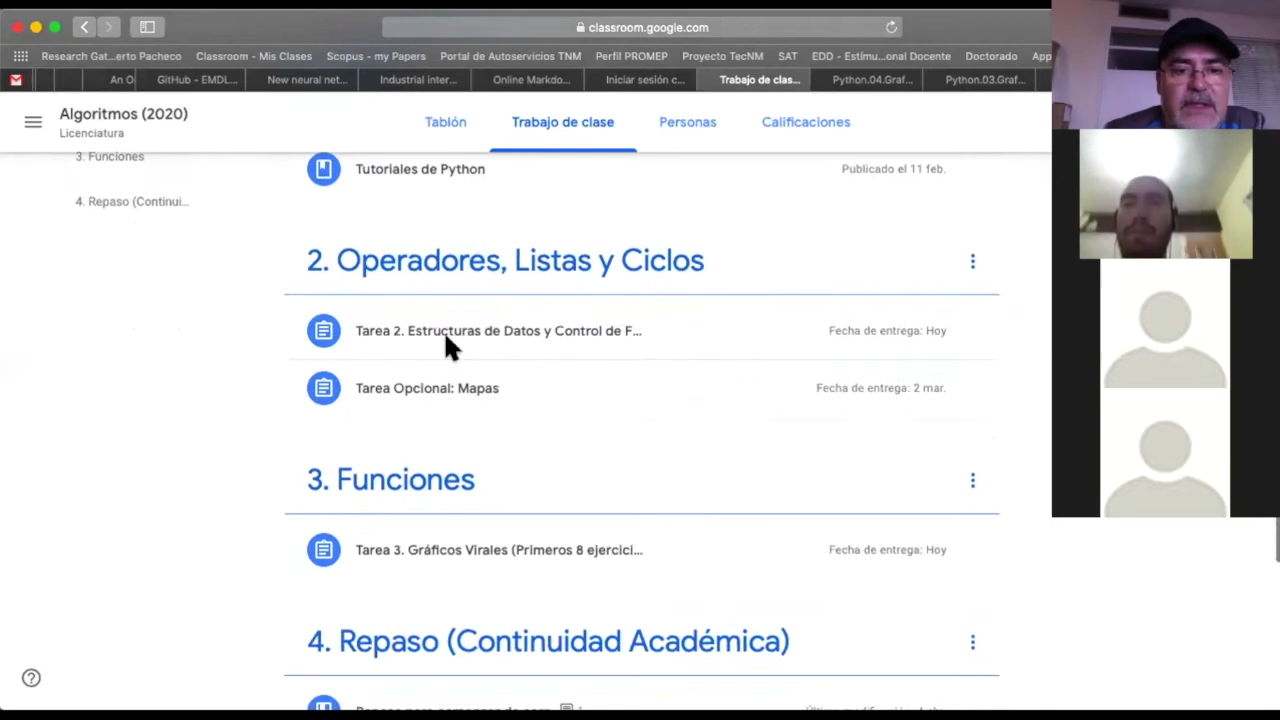 classroom.google.com
Research Gat...erto Pacheco Classroom - Mis Clases Scopus - my Papers Portal de Autoservicios TNM Perfil PROMEP Proyecto TecNM SAT EDD - Estímu...onal Docente Doctorado App
An O GitHub – EMDL... New neural net... Industrial inter... Online Markdo... Iniciar sesión c... Trabajo de clas... Python.04.Graf... Python.03.Graf...
Algoritmos (2020)
Licenciatura
Tablón Trabajo de clase Personas Calificaciones
3. Funciones
4. Repaso (Continui...
Tutoriales de Python Publicado el 11 feb.
2. Operadores, Listas y Ciclos
Tarea 2. Estructuras de Datos y Control de F... Fecha de entrega: Hoy
Tarea Opcional: Mapas Fecha de entrega: 2 mar.
3. Funciones
Tarea 3. Gráficos Virales (Primeros 8 ejercici... Fecha de entrega: Hoy
4. Repaso (Continuidad Académica)